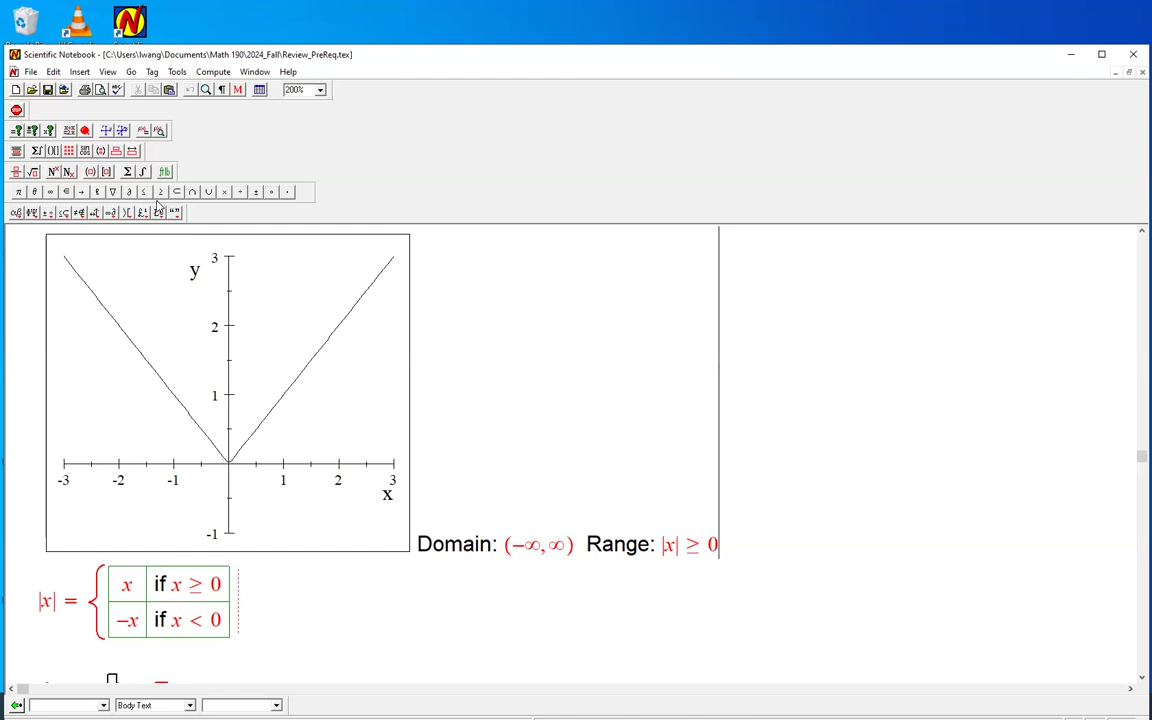 Scientific Notebook - [C:\Users\lwang\Documents\Math 190\2024_Fall\Review_PreReq.tex]
File Edit Insert View Go Tag Tools Compute Window Help
200%
y
3
2
1
-3 -2 -1 1 2 3
x
-1
Domain: (−∞, ∞) Range: |x| ≥ 0
x if x ≥ 0
|x| =
−x if x < 0
Body Text